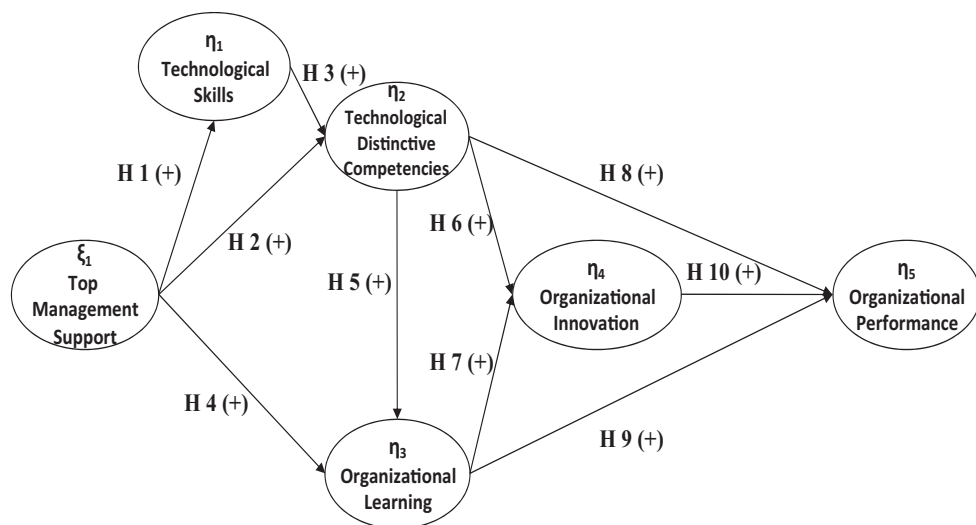 η1
Technological
Skills
H 3 (+)
η2
Technological
Distinctive
Competencies
H 1 (+)
H 8 (+)
H 2 (+)
H 6 (+)
ξ1
Top
Management
Support
H 5 (+)
η4
Organizational
Innovation
H 10 (+)
η5
Organizational
Performance
H 7 (+)
H 4 (+)
H 9 (+)
η3
Organizational
Learning